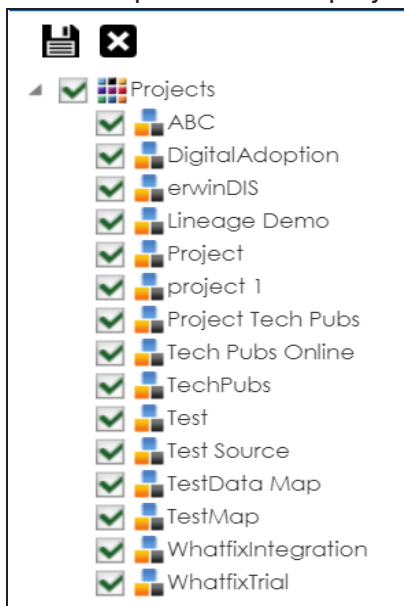 Projects
ABC
DigitalAdoption
erwinDIS
Lineage Demo
Project
project 1
Project Tech Pubs
Tech Pubs Online
TechPubs
Test
Test Source
TestData Map
TestMap
WhatfixIntegration
WhatfixTrial